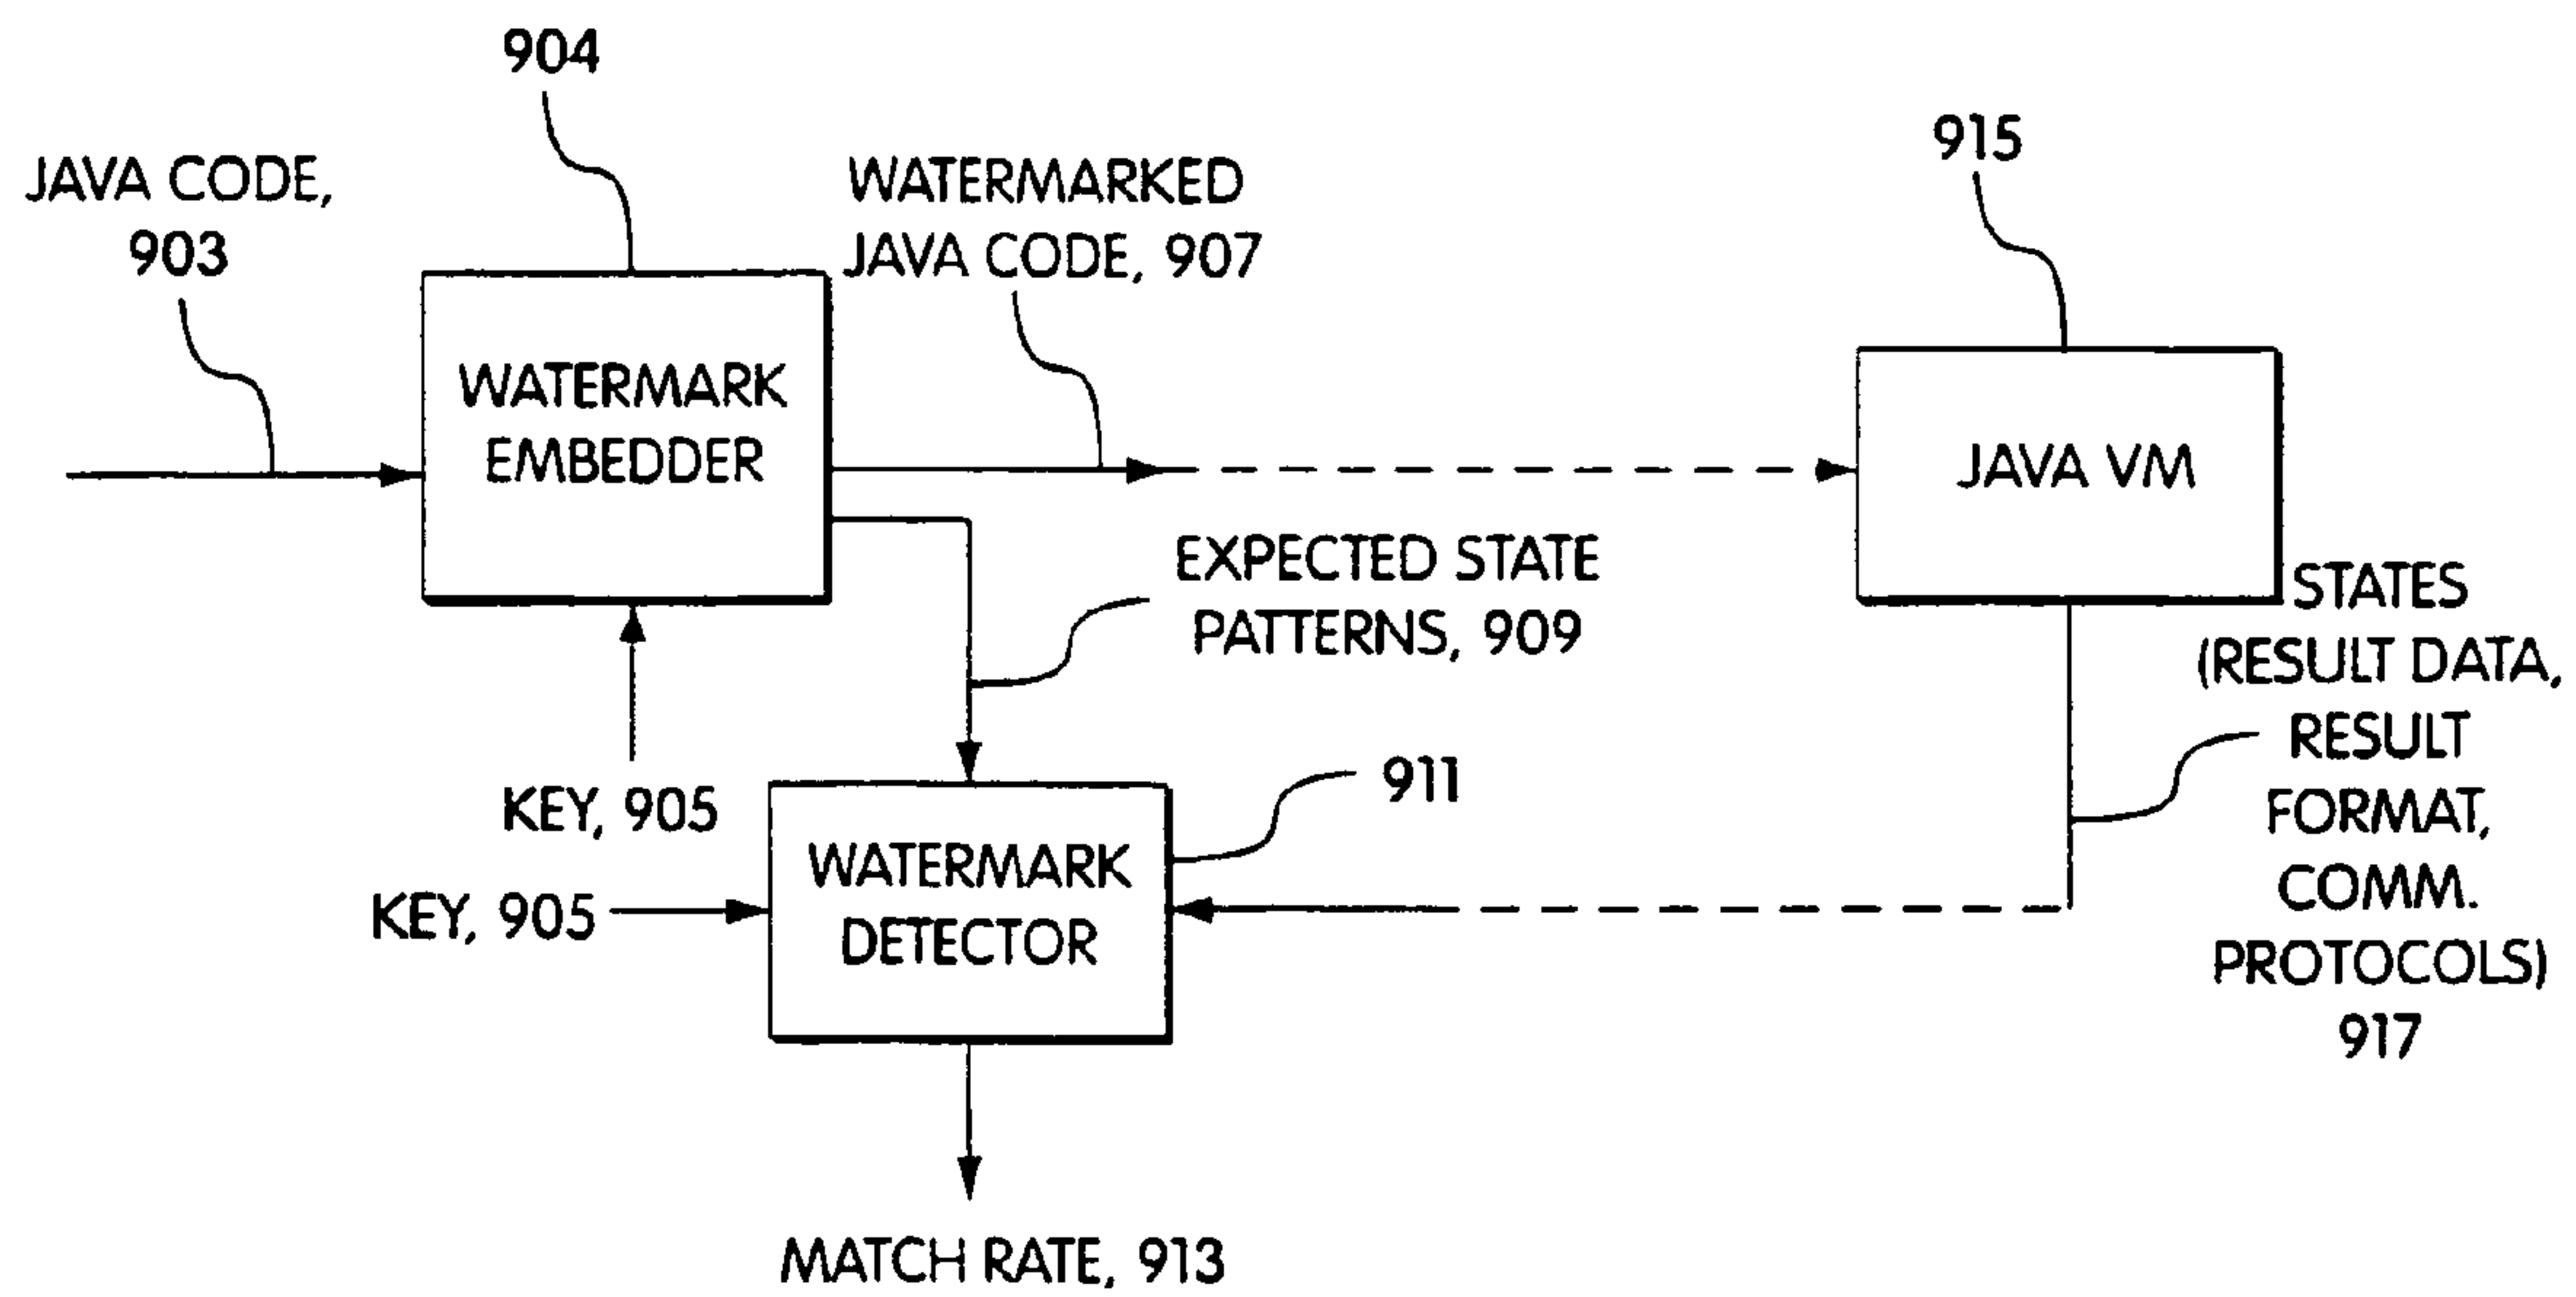 904
JAVA CODE,
903
WATERMARKED
JAVA CODE, 907
915
WATERMARK
EMBEDDER
JAVA VM
EXPECTED STATE
PATTERNS, 909
STATES
(RESULT DATA,
RESULT
FORMAT,
COMM.
PROTOCOLS)
917
KEY, 905
911
KEY, 905
WATERMARK
DETECTOR
MATCH RATE, 913